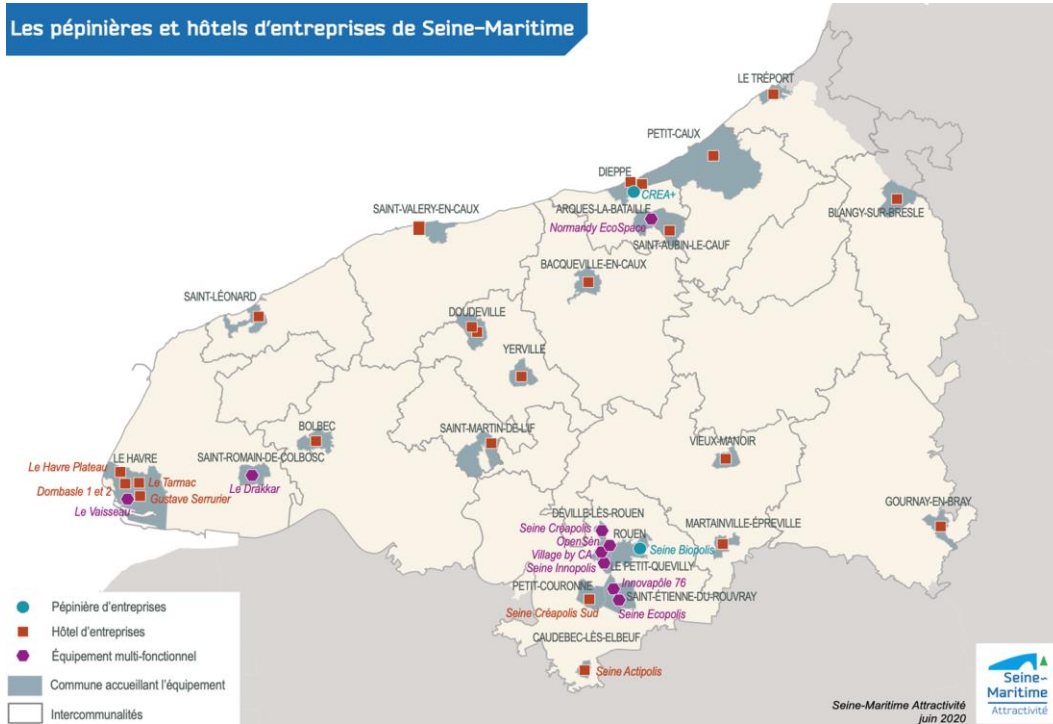 Les pépinières et hôtels d'entreprises de Seine-Maritime
LE TRÉPORT
PETIT-CAUX
DIEPPE
CREA+
BLANGY-SUR-BRESLE
SAINT-VALERY-EN-CAUX
ARQUES-LA-BATAILLE
Normandy EcoSpace
SAINT-AUBIN-LE-CAUF
BACQUEVILLE-EN-CAUX
SAINT-LÉONARD
DOUDEVILLE
YERVILLE
BOLBEC
SAINT-MARTIN-DE-L'IF
VIEUX-MANOIR
LE HAVRE
SAINT-ROMAIN-DE-COLBOSC
Le Havre Plateau
Le Tarmac
Dombasle 1 et 2
Gustave Serrurier
Le Drakkar
Le Vaisseau
GOURNAY-EN-BRAY
DÉVILLE-LÈS-ROUEN
Seine Créapolis
ROUEN
MARTAINVILLE-ÉPREVILLE
OpenSèn
Seine Biopolis
Village by CA
Seine Innopolis
LE PETIT-QUEVILLY
PETIT-COURONNE
Innovapôle 76
SAINT-ÉTIENNE-DU-ROUVRAY
Seine Créapolis Sud
Seine Ecopolis
CAUDEBEC-LÈS-ELBEUF
Seine Actipolis
Pépinière d'entreprises
Hôtel d'entreprises
Équipement multi-fonctionnel
Commune accueillant l'équipement
Intercommunalités
Seine-Maritime Attractivité
juin 2020
Seine-
Maritime
Attractivité